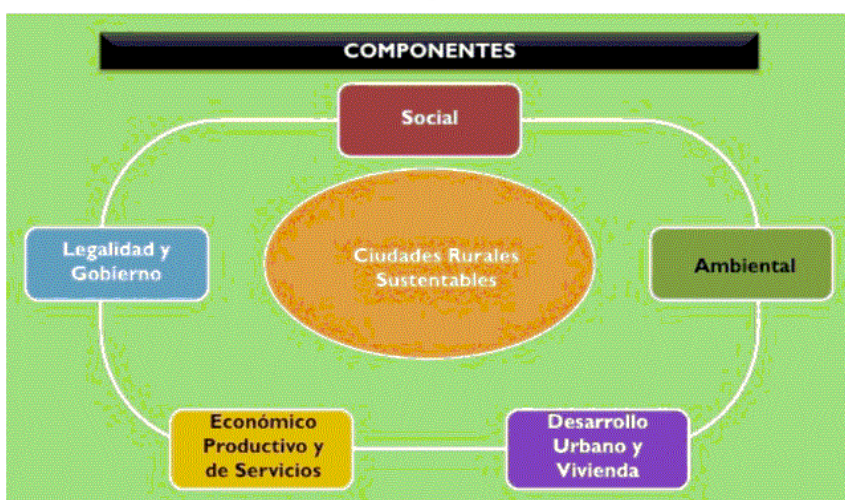 COMPONENTES
Social
Legalidad y
Gobierno
Ciudades Rurales
Sustentables
Ambiental
Económico
Productivo y
de Servicios
Desarrollo
Urbano y
Vivienda